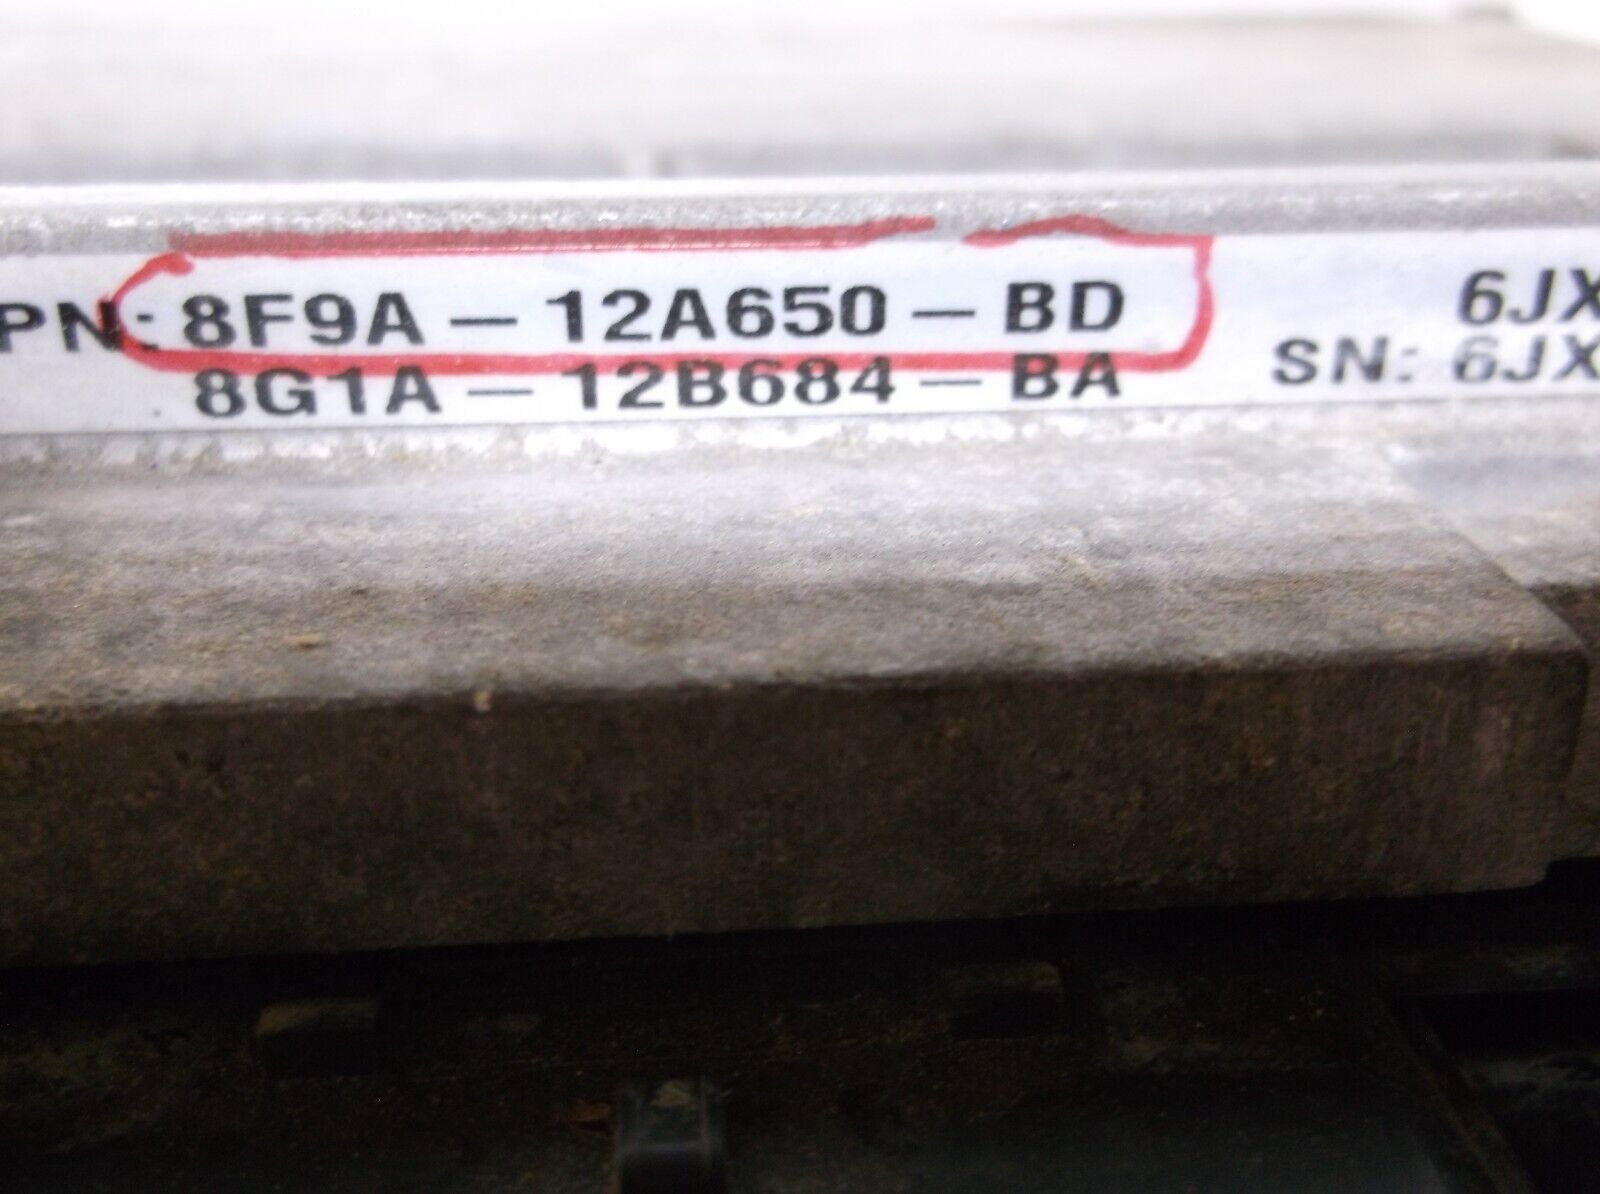 PN: 8F9A – 12A650 – BD 6JX
8G1A – 12B684 – BA SN: 6JX